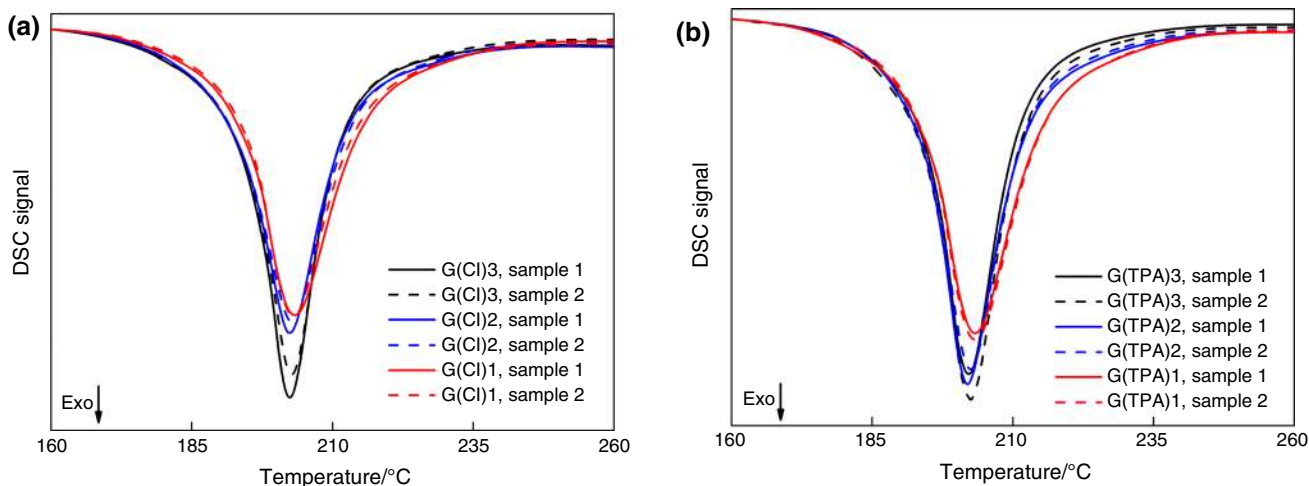 (a)
DSC signal
G(Cl)3, sample 1
G(Cl)3, sample 2
G(Cl)2, sample 1
G(Cl)2, sample 2
G(Cl)1, sample 1
G(Cl)1, sample 2
Exo
160 185 210 235 260
Temperature/°C
(b)
DSC signal
G(TPA)3, sample 1
G(TPA)3, sample 2
G(TPA)2, sample 1
G(TPA)2, sample 2
G(TPA)1, sample 1
G(TPA)1, sample 2
Exo
160 185 210 235 260
Temperature/°C